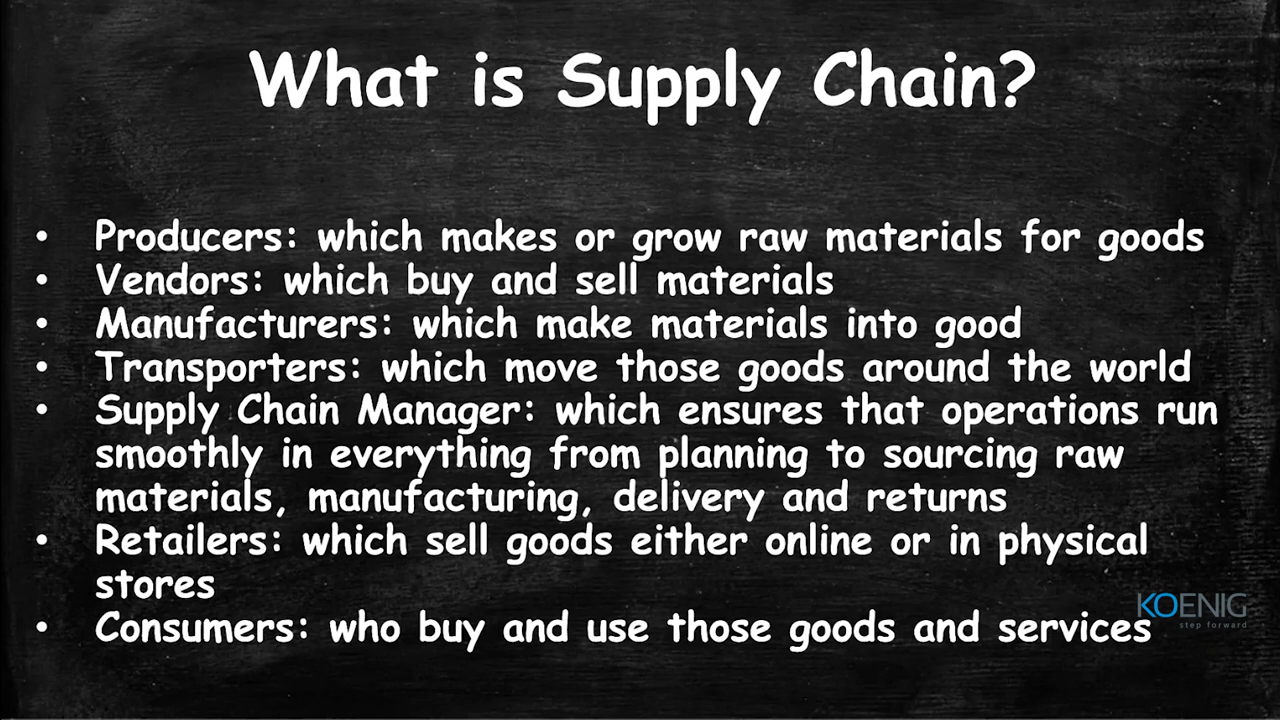 What is Supply Chain?
• Producers: which makes or grow raw materials for goods
• Vendors: which buy and sell materials
• Manufacturers: which make materials into good
• Transporters: which move those goods around the world
• Supply Chain Manager: which ensures that operations run
smoothly in everything from planning to sourcing raw
materials, manufacturing, delivery and returns
• Retailers: which sell goods either online or in physical
stores
• Consumers: who buy and use those goods and services
KOENIG
step forward